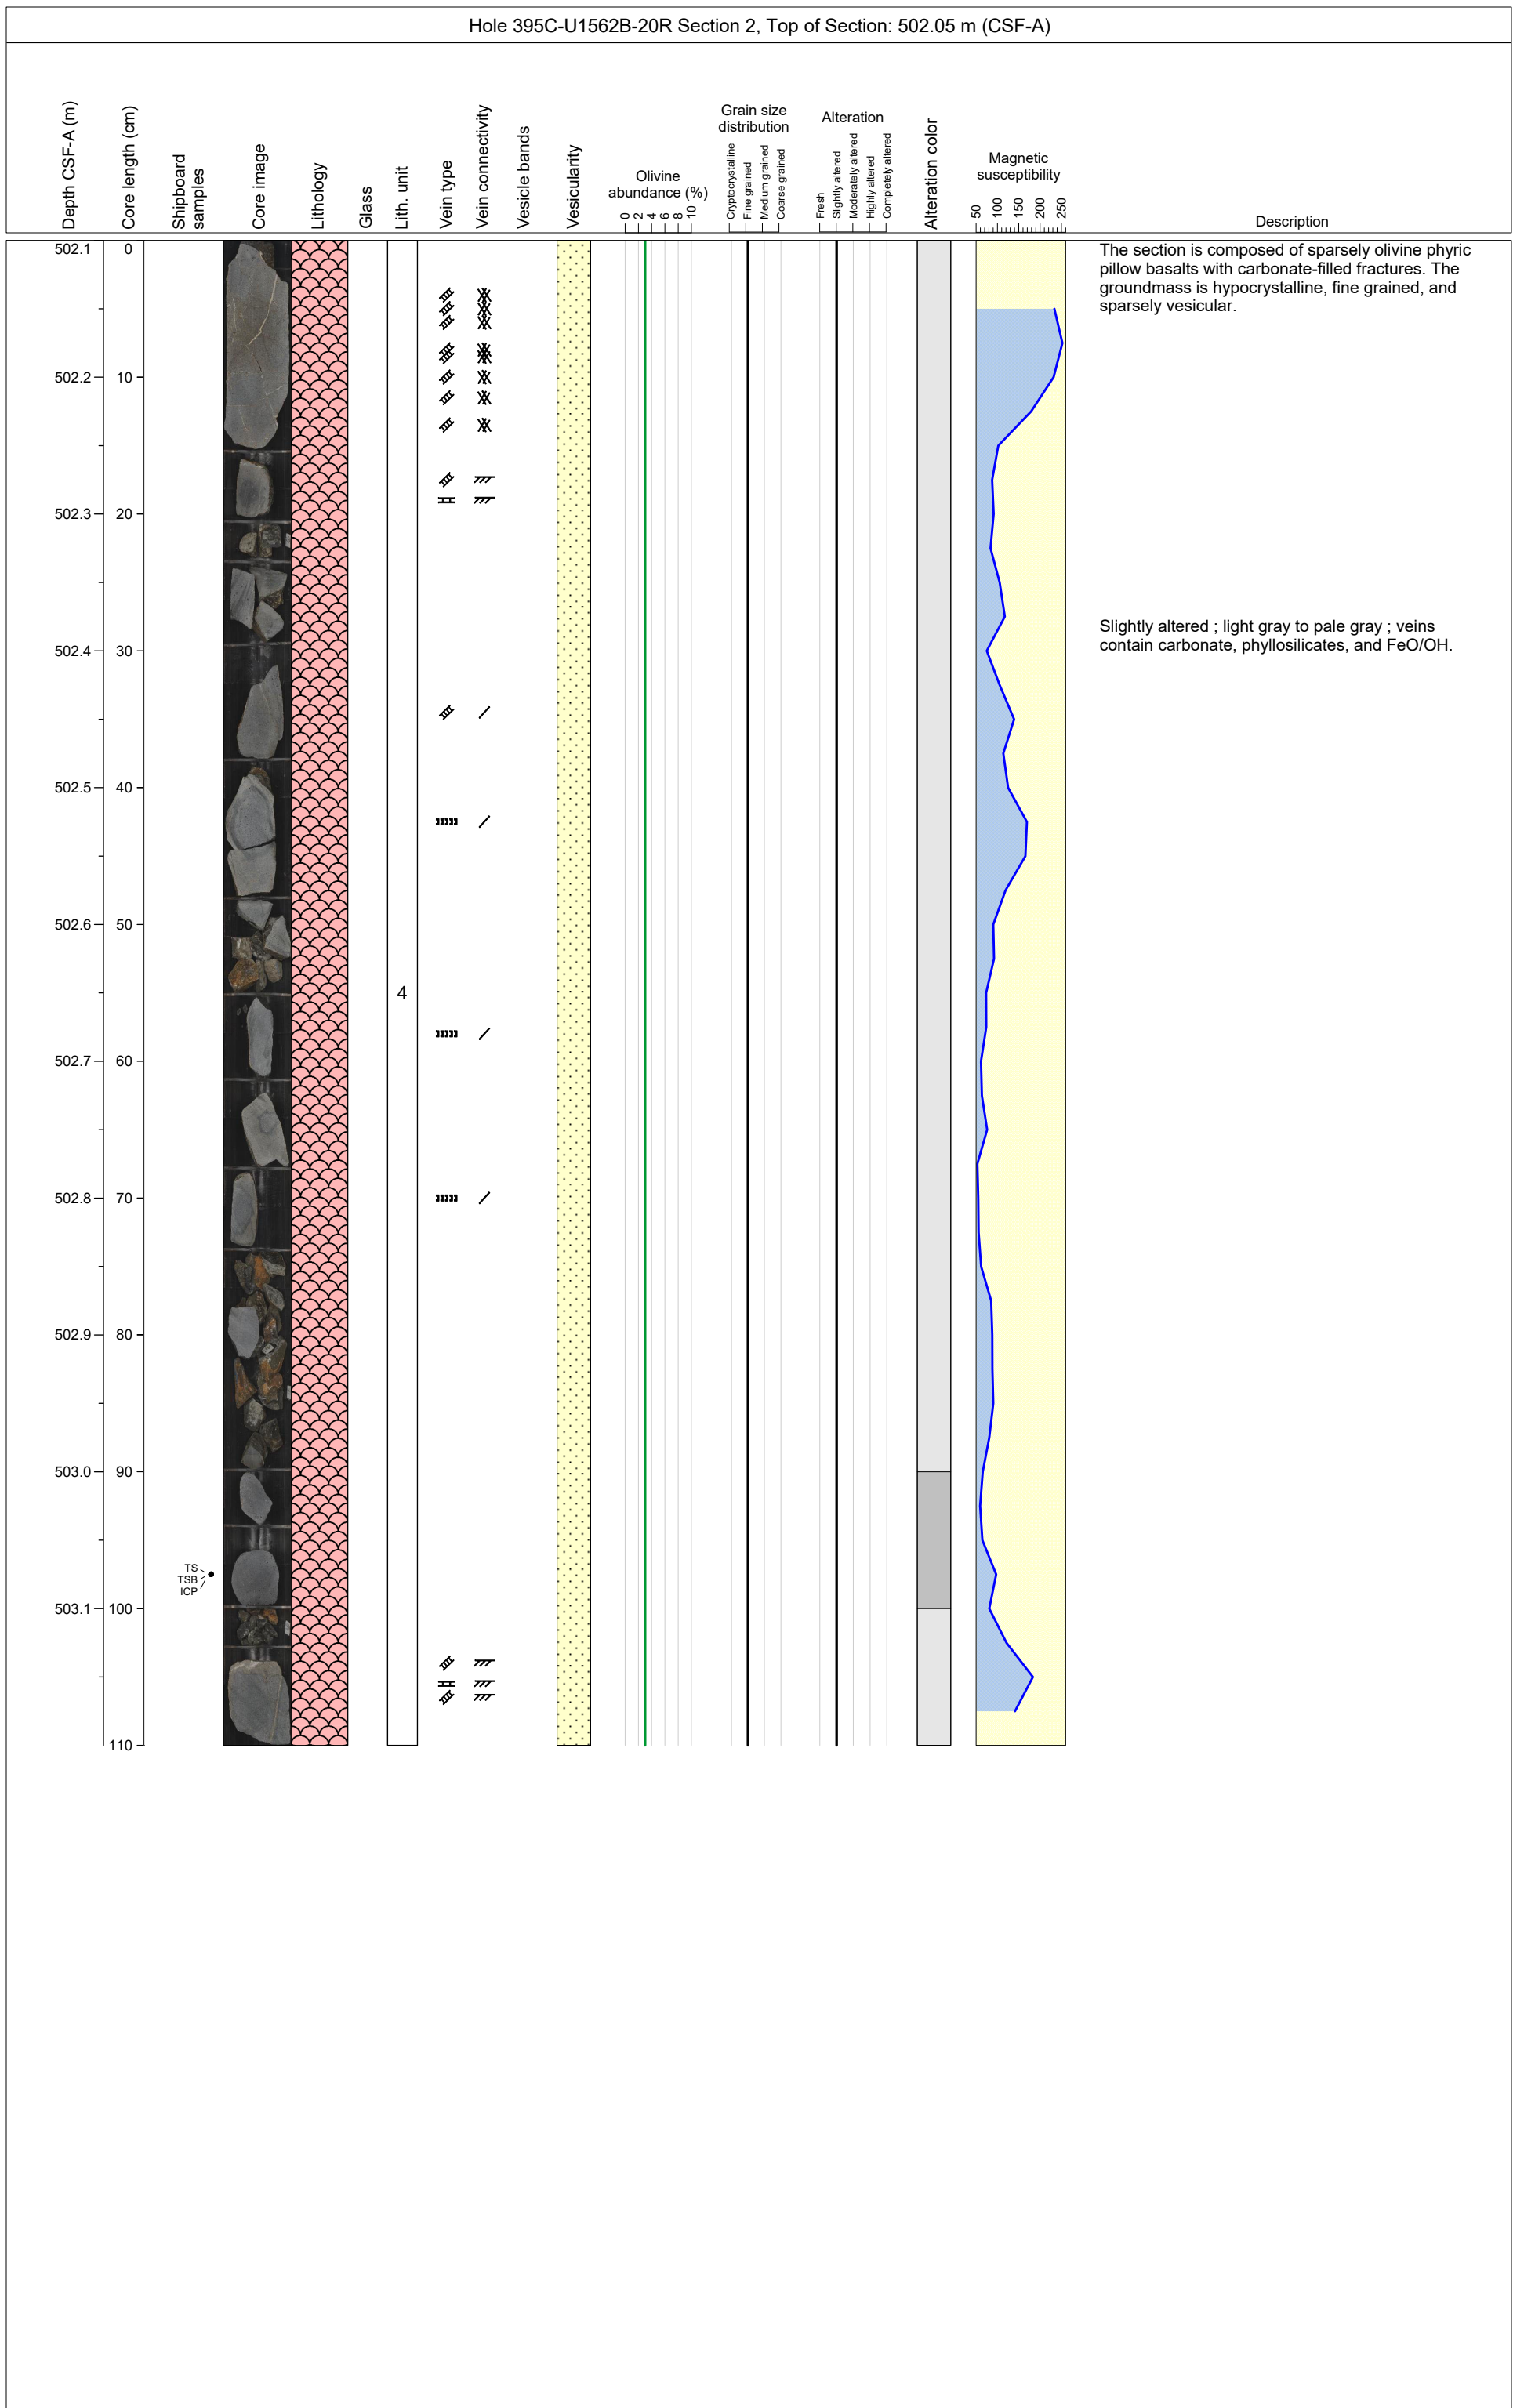 Hole 395C-U1562B-20R Section 2, Top of Section: 502.05 m (CSF-A)
Depth CSF-A (m)
Core length (cm)
Shipboard
samples
Core image
Lithology
Glass
Lith. unit
Vein type
Vein connectivity
Vesicle bands
Vesicularity
Olivine
abundance (%)
0 2 4 6 8 10
Grain size
distribution
Cryptocrystalline
Fine grained
Medium grained
Coarse grained
Alteration
Fresh
Slightly altered
Moderately altered
Highly altered
Completely altered
Alteration color
Magnetic
susceptibility
50 100 150 200 250
Description
502.1 0
The section is composed of sparsely olivine phyric
pillow basalts with carbonate-filled fractures. The
groundmass is hypocrystalline, fine grained, and
sparsely vesicular.
502.2 10
502.3 20
Slightly altered ; light gray to pale gray ; veins
contain carbonate, phyllosilicates, and FeO/OH.
502.4 30
502.5 40
502.6 50
4
502.7 60
502.8 70
502.9 80
503.0 90
TS
TSB
ICP
503.1 100
110